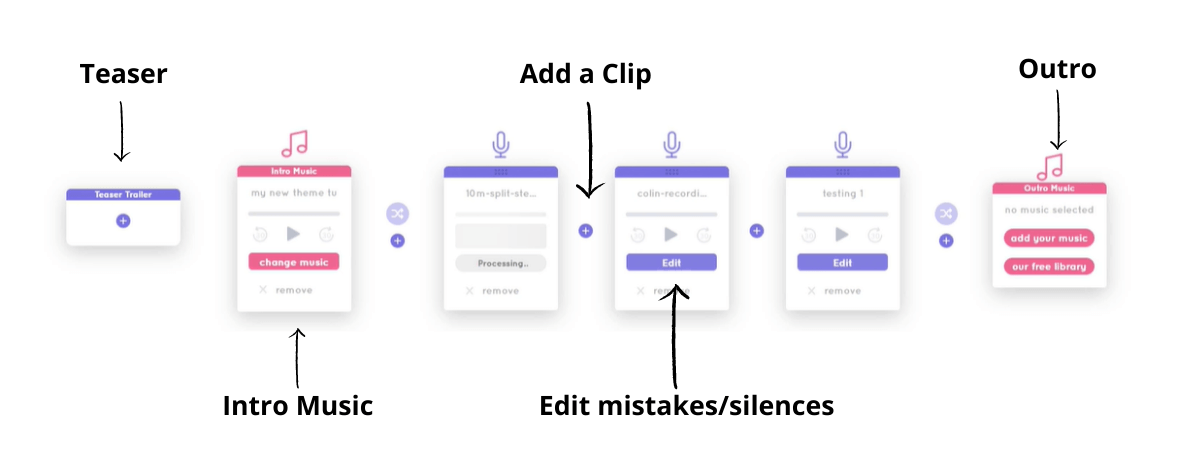 Teaser
Add a Clip
Outro
Teaser Trailer
Intro Music
my new theme tu
change music
remove
10m-split-ste...
Processing..
remove
colin-recordi...
Edit
remove
testing 1
Edit
remove
Outro Music
no music selected
add your music
our free library
Intro Music
Edit mistakes/silences